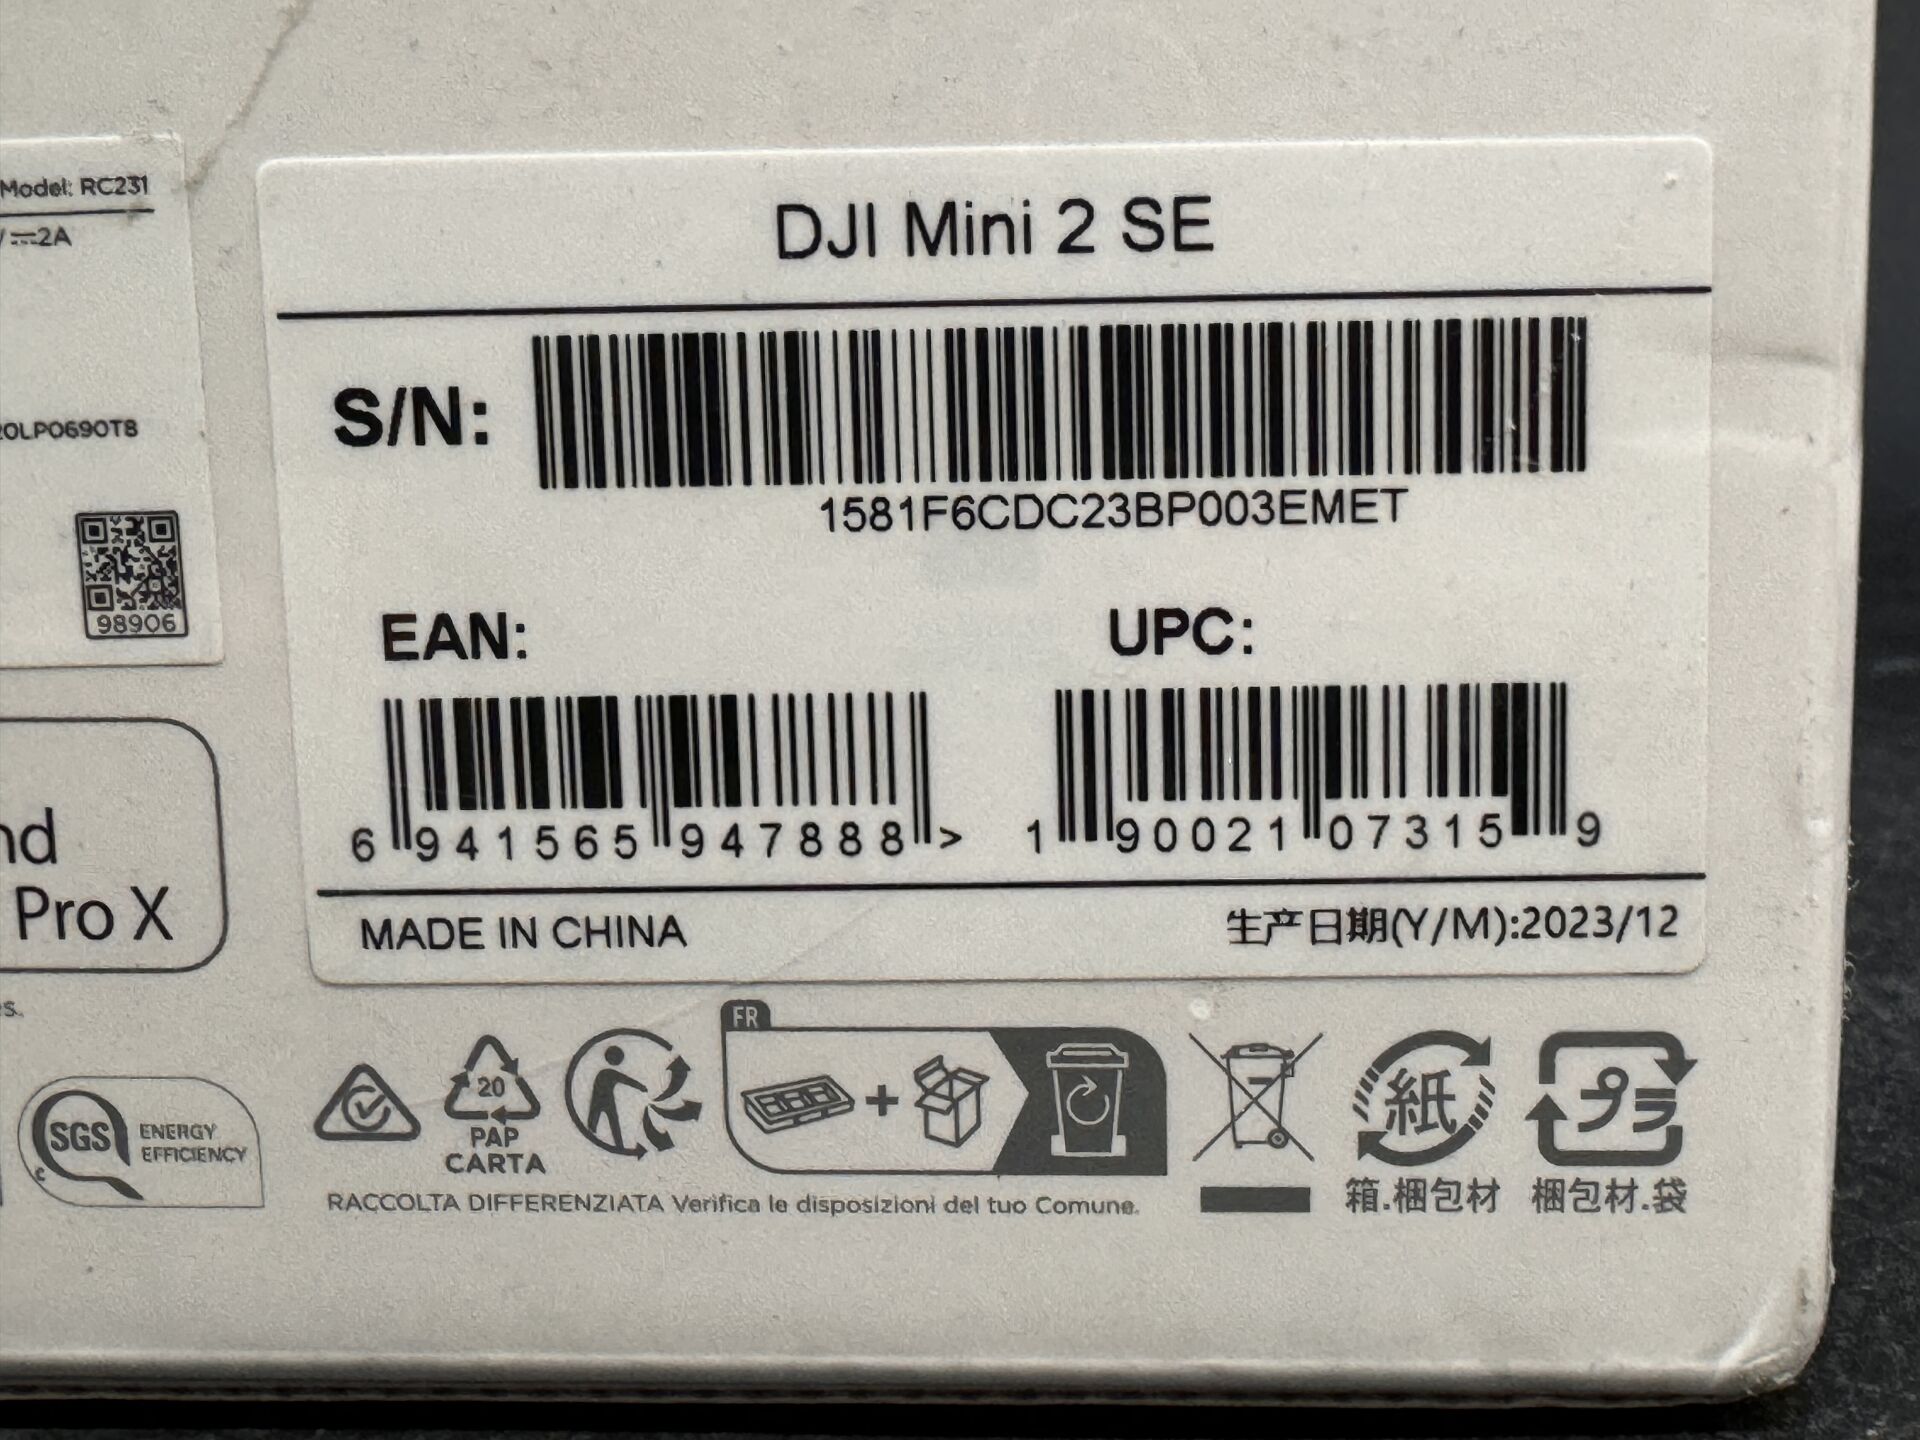 Model: RC231
2A
20LP0690T8
98906
nd
Pro X
SGS
ENERGY
EFFICIENCY
DJI Mini 2 SE
S/N:
1581F6CDC23BP003EMET
EAN:
UPC:
6 941565 947888 >
1 90021 07315 9
MADE IN CHINA
生产日期(Y/M):2023/12
FR
20
PAP
CARTA
紙
プラ
箱.梱包材
梱包材.袋
RACCOLTA DIFFERENZIATA Verifica le disposizioni del tuo Comune.